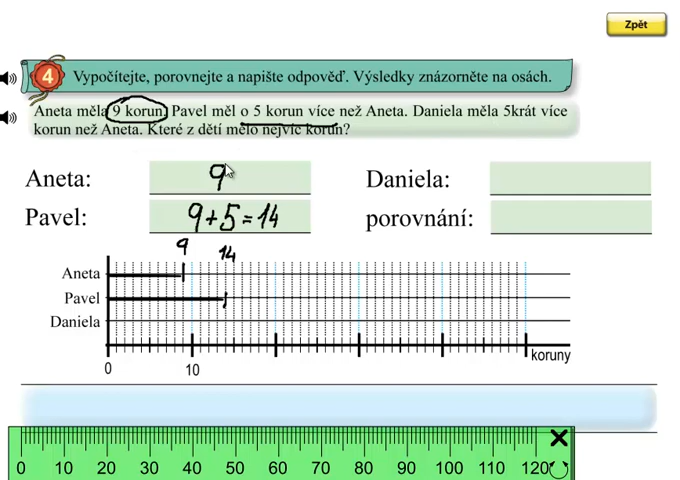 Zpět
4 Vypočítejte, porovnejte a napište odpověď. Výsledky znázorněte na osách.
Aneta měla 9 korun. Pavel měl o 5 korun více než Aneta. Daniela měla 5krát více
korun než Aneta. Které z dětí mělo nejvíc korun?
Aneta: 9
Daniela:
Pavel: 9+5=14
porovnání:
9 14
Aneta
Pavel
Daniela
koruny
0 10
0 10 20 30 40 50 60 70 80 90 100 110 120